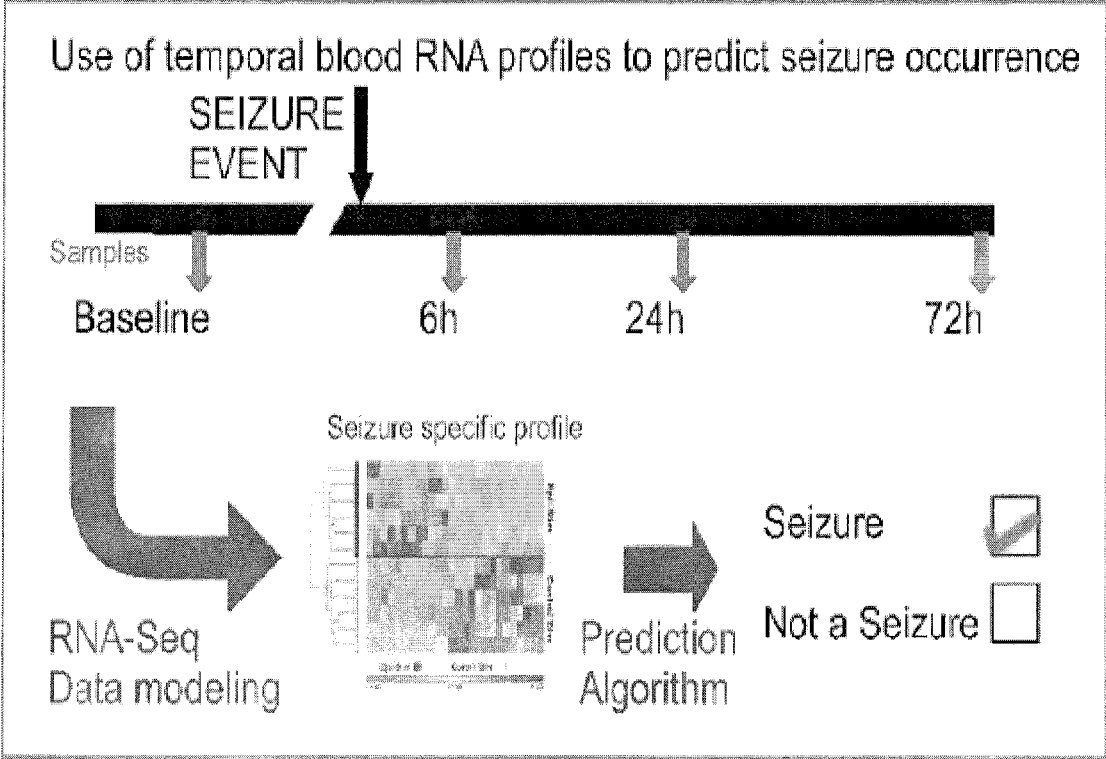 Use of temporal blood RNA profiles to predict seizure occurrence
SEIZURE
EVENT
Samples
Baseline
6h
24h
72h
Seizure specific profile
Seizure
Not a Seizure
RNA-Seq
Data modeling
Prediction
Algorithm